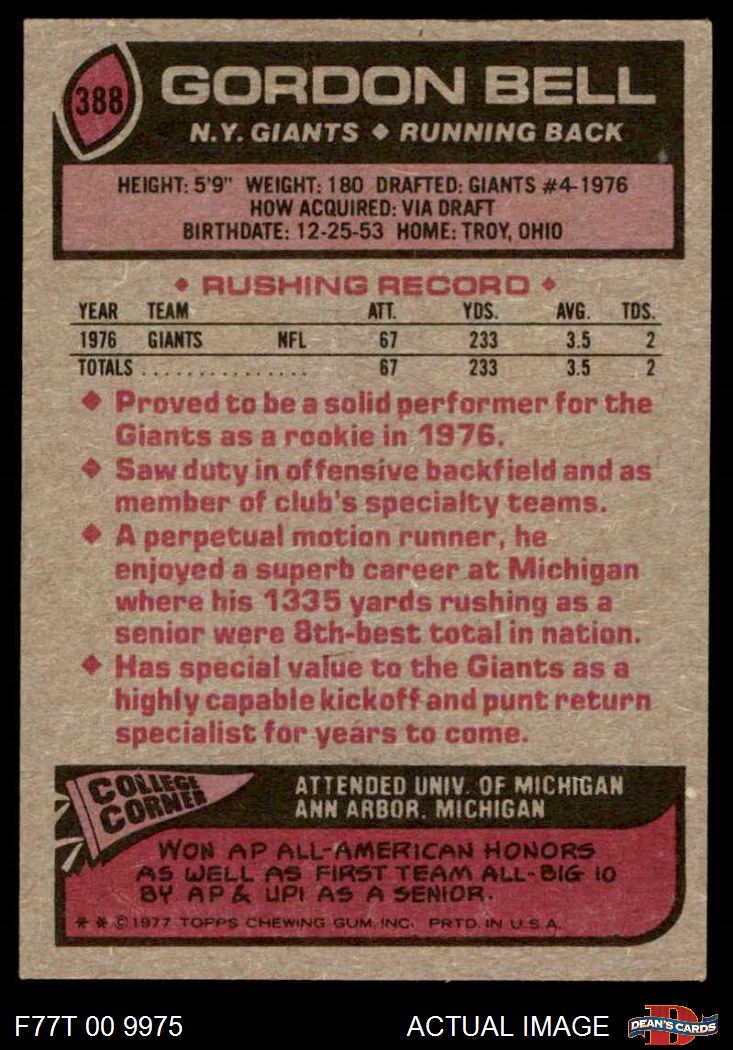 388
GORDON BELL
N.Y. GIANTS ◆ RUNNING BACK
HEIGHT: 5'9" WEIGHT: 180 DRAFTED: GIANTS #4-1976
HOW ACQUIRED: VIA DRAFT
BIRTHDATE: 12-25-53 HOME: TROY, OHIO
◆ RUSHING RECORD ◆
YEAR TEAM ATT. YDS. AVG. TDS.
1976 GIANTS NFL 67 233 3.5 2
TOTALS . . . . . . . . . . . . . . . 67 233 3.5 2
◆ Proved to be a solid performer for the
Giants as a rookie in 1976.
◆ Saw duty in offensive backfield and as
member of club's specialty teams.
◆ A perpetual motion runner, he
enjoyed a superb career at Michigan
where his 1335 yards rushing as a
senior were 8th-best total in nation.
◆ Has special value to the Giants as a
highly capable kickoff and punt return
specialist for years to come.
COLLEGE
CORNER
ATTENDED UNIV. OF MICHIGAN
ANN ARBOR, MICHIGAN
WON AP ALL-AMERICAN HONORS
AS WELL AS FIRST TEAM ALL-BIG 10
BY AP & UPI AS A SENIOR.
* * © 1977 TOPPS CHEWING GUM, INC. PRTD. IN U.S.A.
F77T 00 9975
ACTUAL IMAGE
D
DEAN'S CARDS